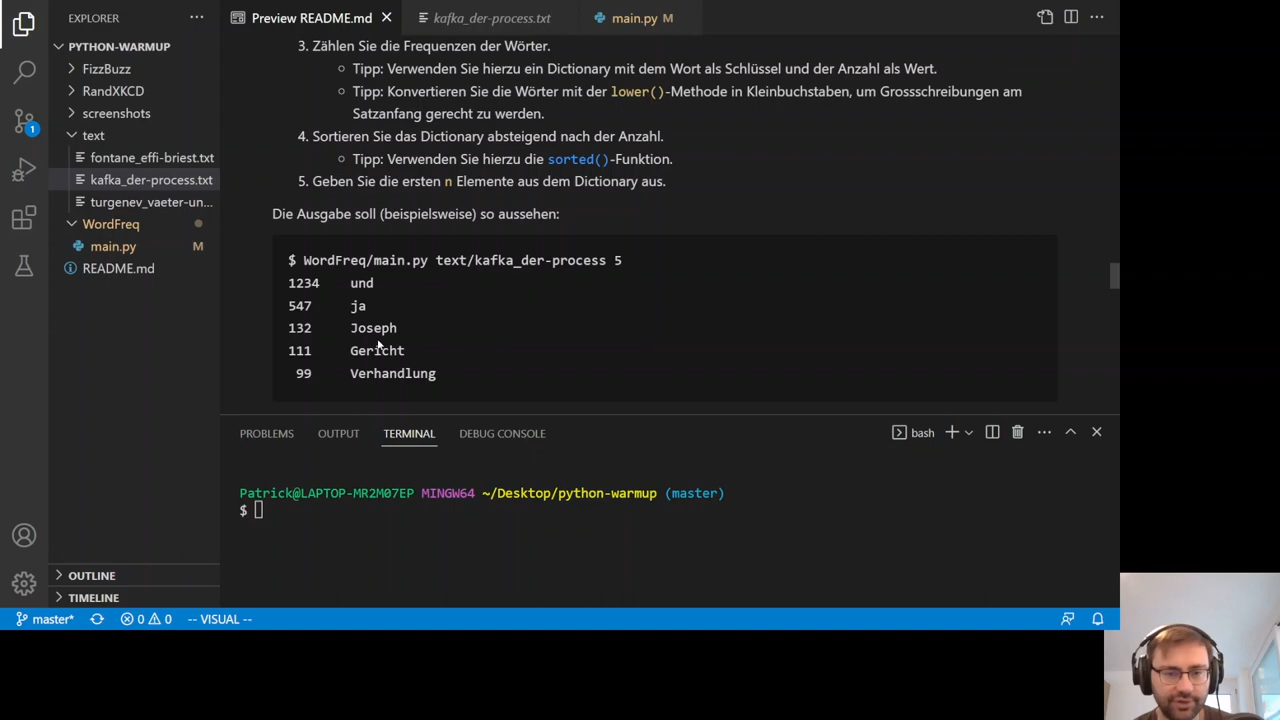 EXPLORER
Preview README.md
kafka_der-process.txt
main.py M
PYTHON-WARMUP
FizzBuzz
RandXKCD
screenshots
text
fontane_effi-briest.txt
kafka_der-process.txt
turgenev_vaeter-un...
WordFreq
main.py M
README.md
OUTLINE
TIMELINE
1
3. Zählen Sie die Frequenzen der Wörter.
Tipp: Verwenden Sie hierzu ein Dictionary mit dem Wort als Schlüssel und der Anzahl als Wert.
Tipp: Konvertieren Sie die Wörter mit der lower()-Methode in Kleinbuchstaben, um Grossschreibungen am
Satzanfang gerecht zu werden.
4. Sortieren Sie das Dictionary absteigend nach der Anzahl.
Tipp: Verwenden Sie hierzu die sorted()-Funktion.
5. Geben Sie die ersten n Elemente aus dem Dictionary aus.
Die Ausgabe soll (beispielsweise) so aussehen:
$ WordFreq/main.py text/kafka_der-process 5
1234 und
547 ja
132 Joseph
111 Gericht
99 Verhandlung
PROBLEMS OUTPUT TERMINAL DEBUG CONSOLE
bash
Patrick@LAPTOP-MR2M07EP MINGW64 ~/Desktop/python-warmup (master)
$
master* 0 0 -- VISUAL --